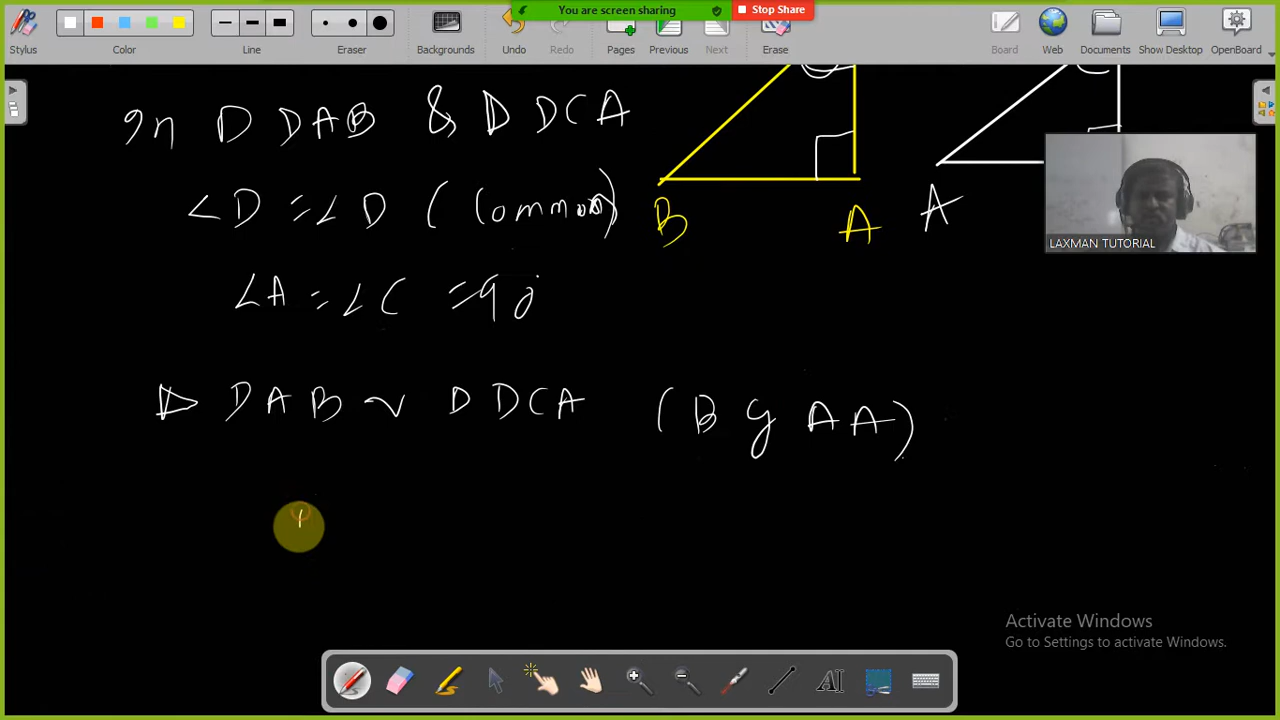 You are screen sharing Stop Share
Stylus Color Line Eraser Backgrounds Undo Redo Pages Previous Next Erase Board Web Documents Show Desktop OpenBoard
In Δ DAB & Δ DCA
∠D = ∠D (Common)
B A A
LAXMAN TUTORIAL
∠A = ∠C = 90°
Δ DAB ~ Δ DCA (By AA)
Activate Windows
Go to Settings to activate Windows.